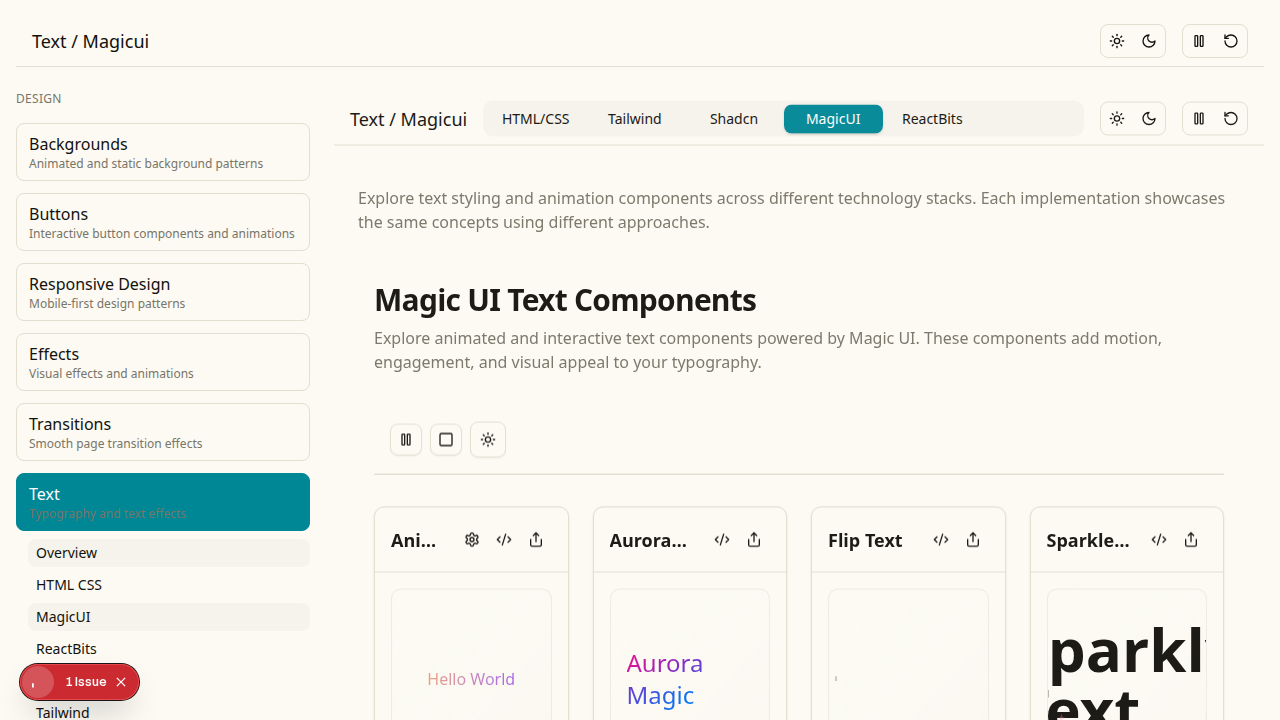 Text / Magicui
DESIGN
Backgrounds
Animated and static background patterns
Buttons
Interactive button components and animations
Responsive Design
Mobile-first design patterns
Effects
Visual effects and animations
Transitions
Smooth page transition effects
Text
Typography and text effects
Overview
HTML CSS
MagicUI
ReactBits
1 Issue
Tailwind
Text / Magicui
HTML/CSS
Tailwind
Shadcn
MagicUI
ReactBits
Explore text styling and animation components across different technology stacks. Each implementation showcases
the same concepts using different approaches.
Magic UI Text Components
Explore animated and interactive text components powered by Magic UI. These components add motion,
engagement, and visual appeal to your typography.
Ani...
Hello World
Aurora...
Aurora
Magic
Flip Text
Sparkle...
parkl
ext